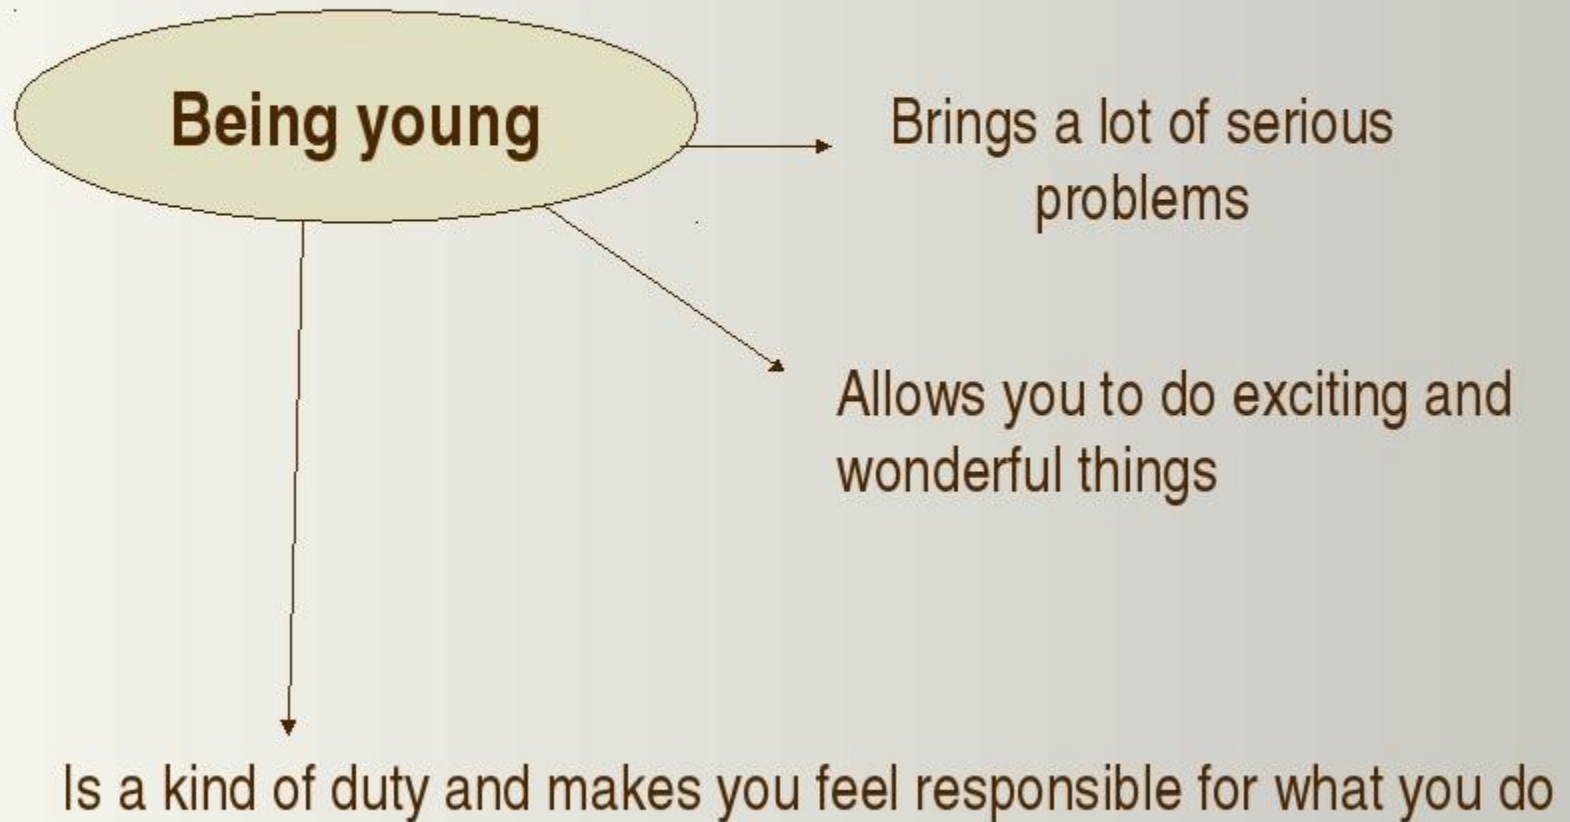 Being young
Brings a lot of serious
problems
Allows you to do exciting and
wonderful things
Is a kind of duty and makes you feel responsible for what you do